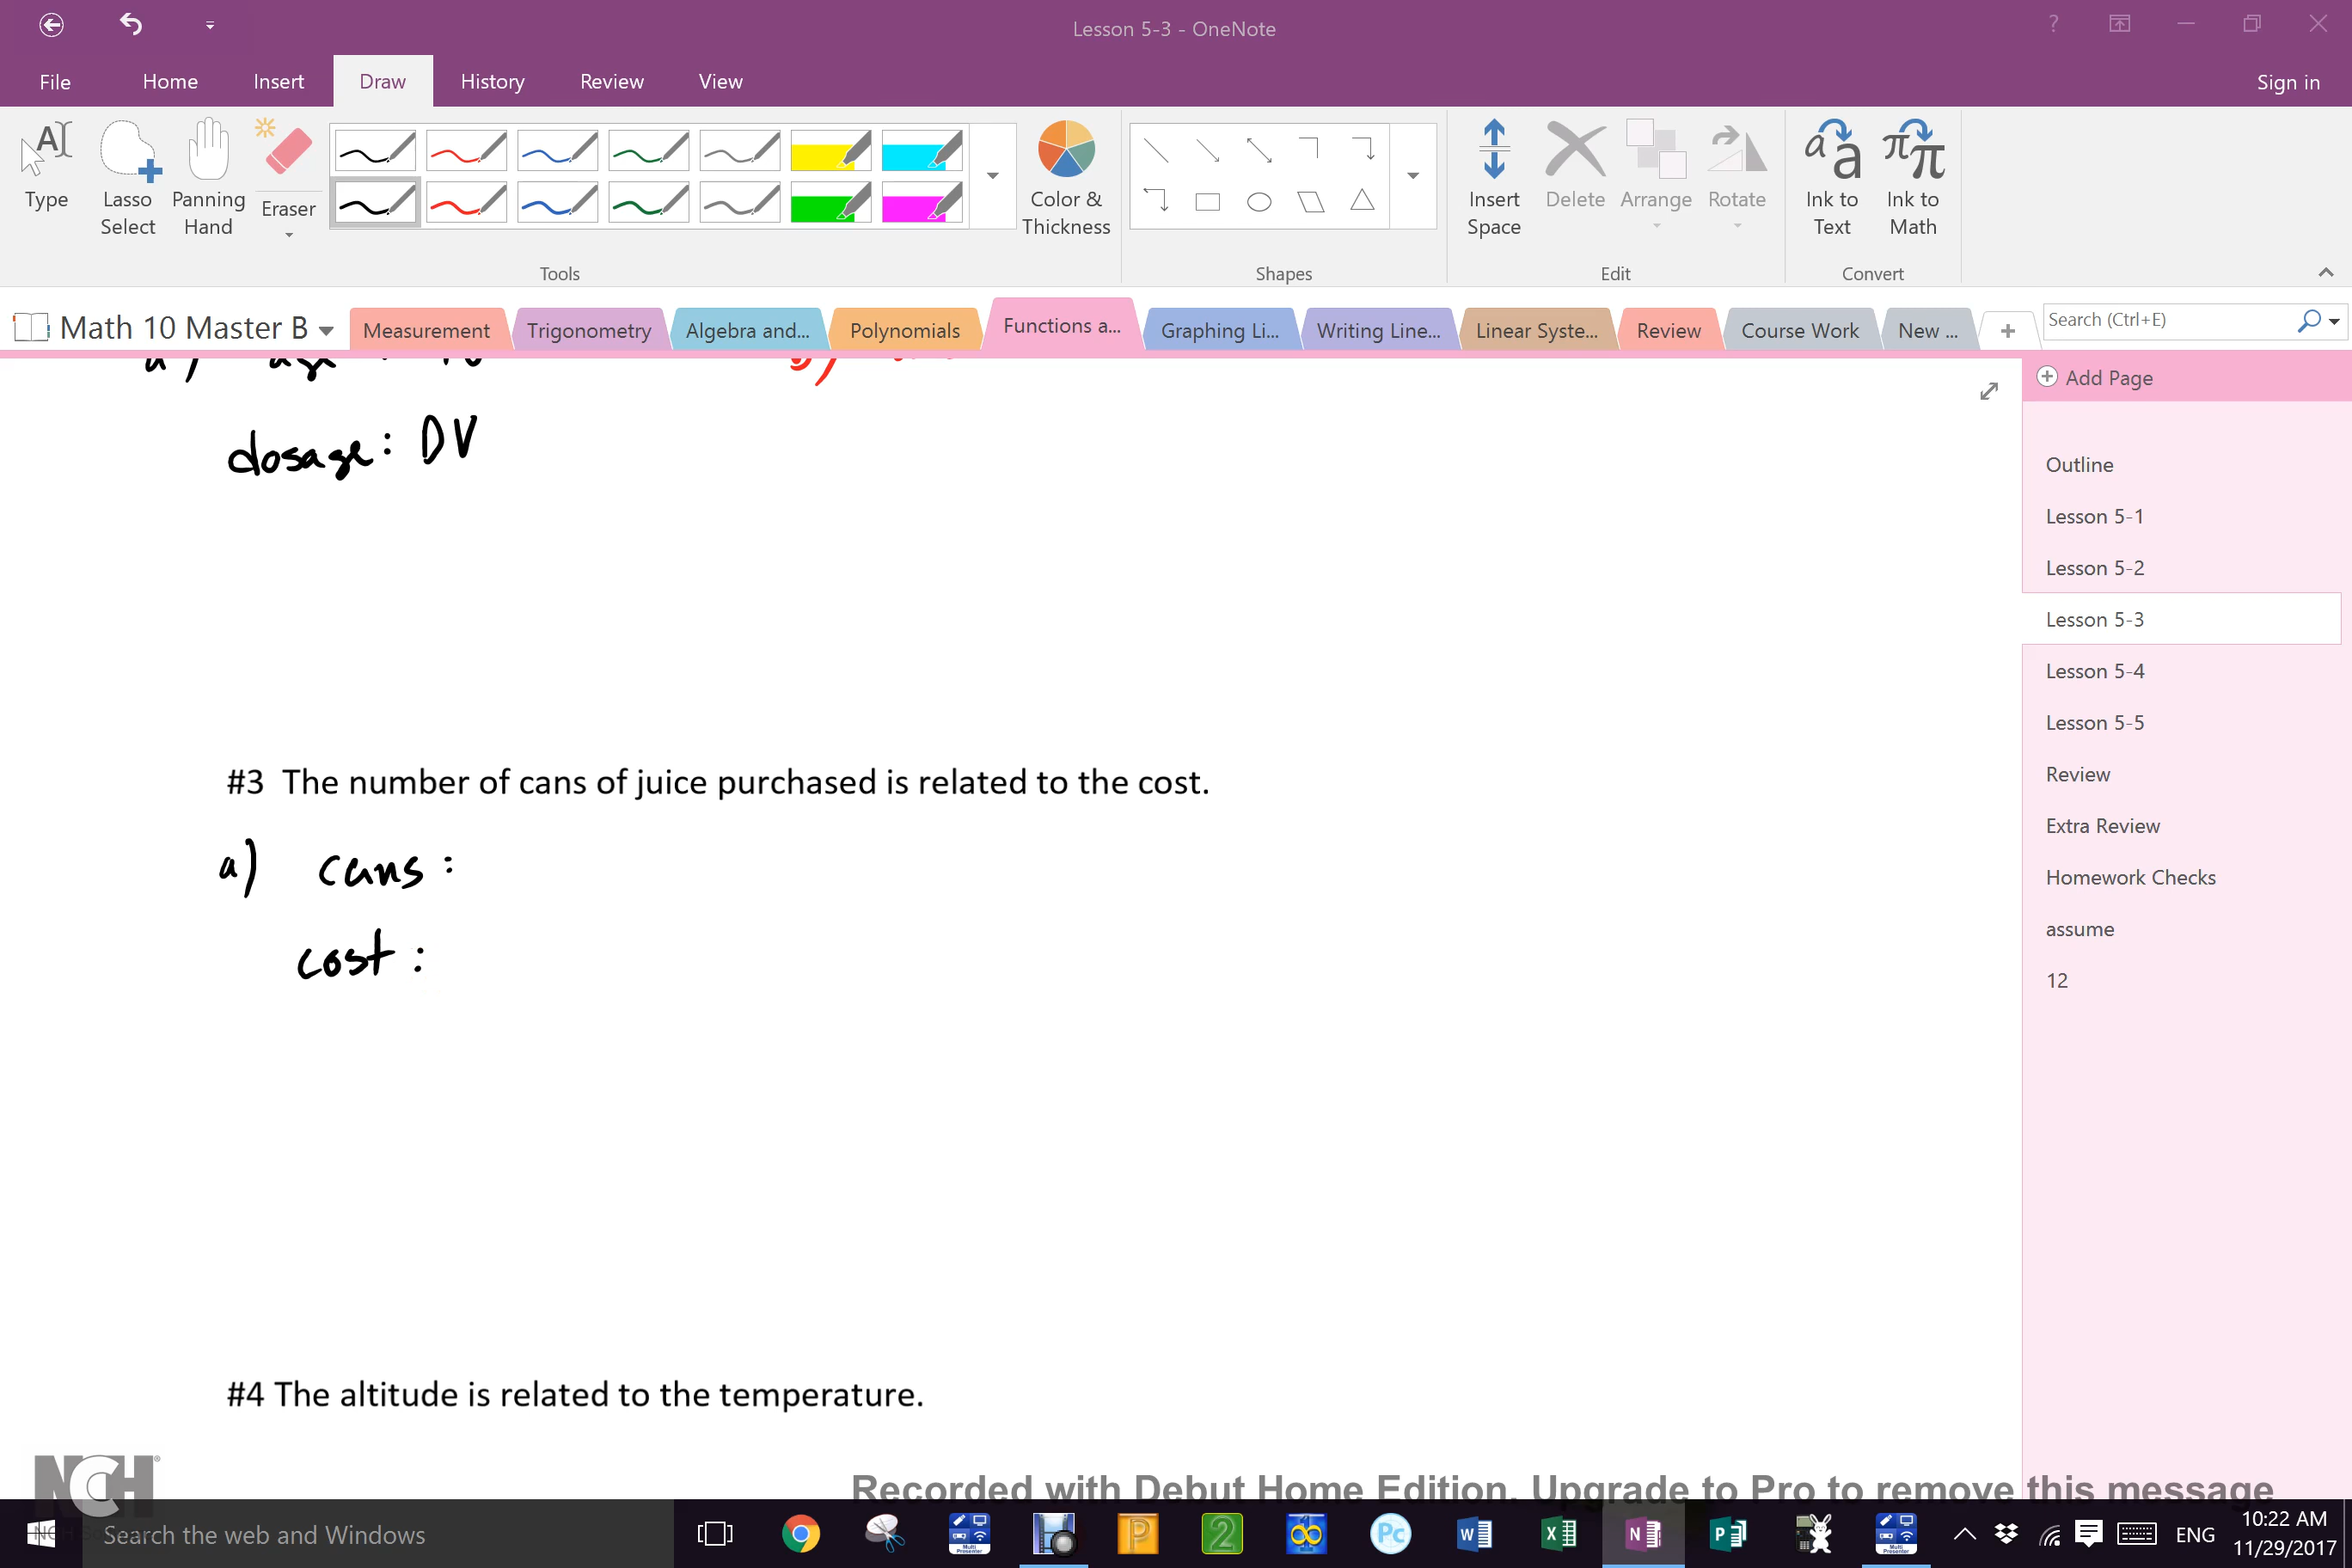 Lesson 5-3 - OneNote
File Home Insert Draw History Review View Sign in
Type Lasso Select Panning Hand Eraser Color & Thickness Insert Space Delete Arrange Rotate Ink to Text Ink to Math
Tools Shapes Edit Convert
Math 10 Master B Measurement Trigonometry Algebra and... Polynomials Functions a... Graphing Li... Writing Line... Linear Syste... Review Course Work New ... Search (Ctrl+E)
Add Page
dosage: DV
Outline
Lesson 5-1
Lesson 5-2
Lesson 5-3
Lesson 5-4
Lesson 5-5
Review
Extra Review
Homework Checks
assume
12
#3 The number of cans of juice purchased is related to the cost.
a) cans :
cost :
#4 The altitude is related to the temperature.
NCH
Recorded with Debut Home Edition. Upgrade to Pro to remove this message
Search the web and Windows
ENG
10:22 AM
11/29/2017